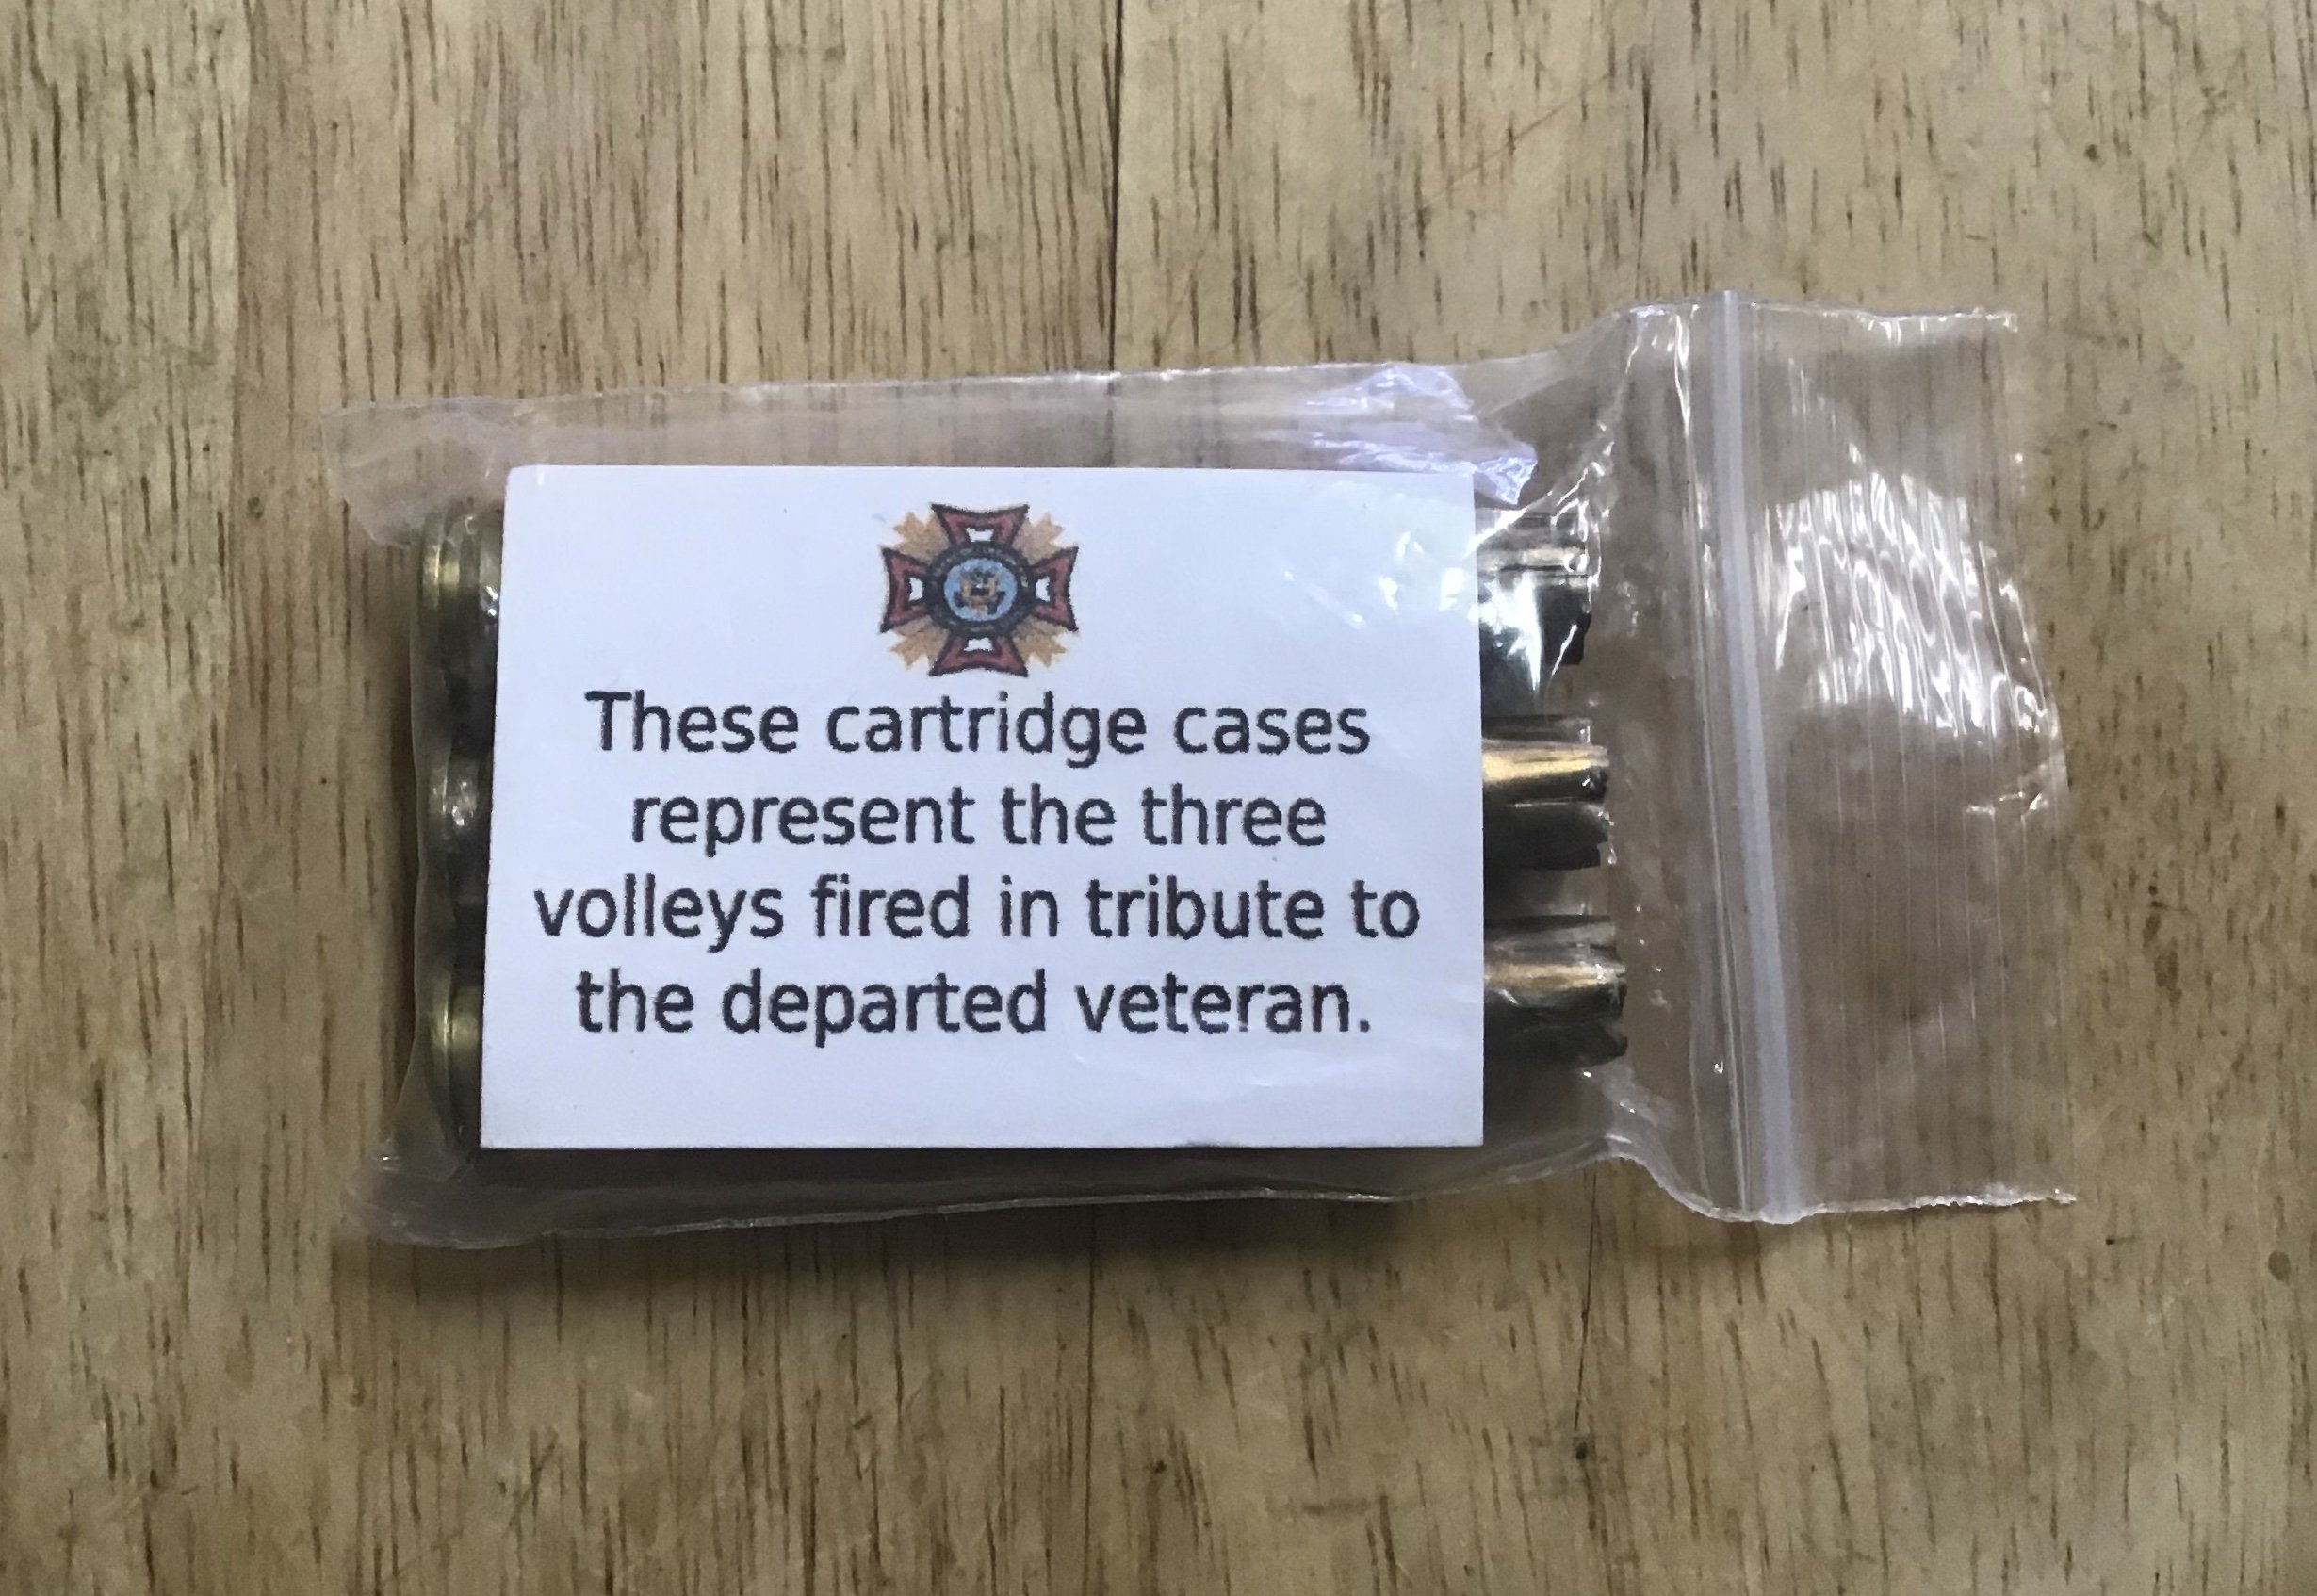 These cartridge cases
represent the three
volleys fired in tribute to
the departed veteran.